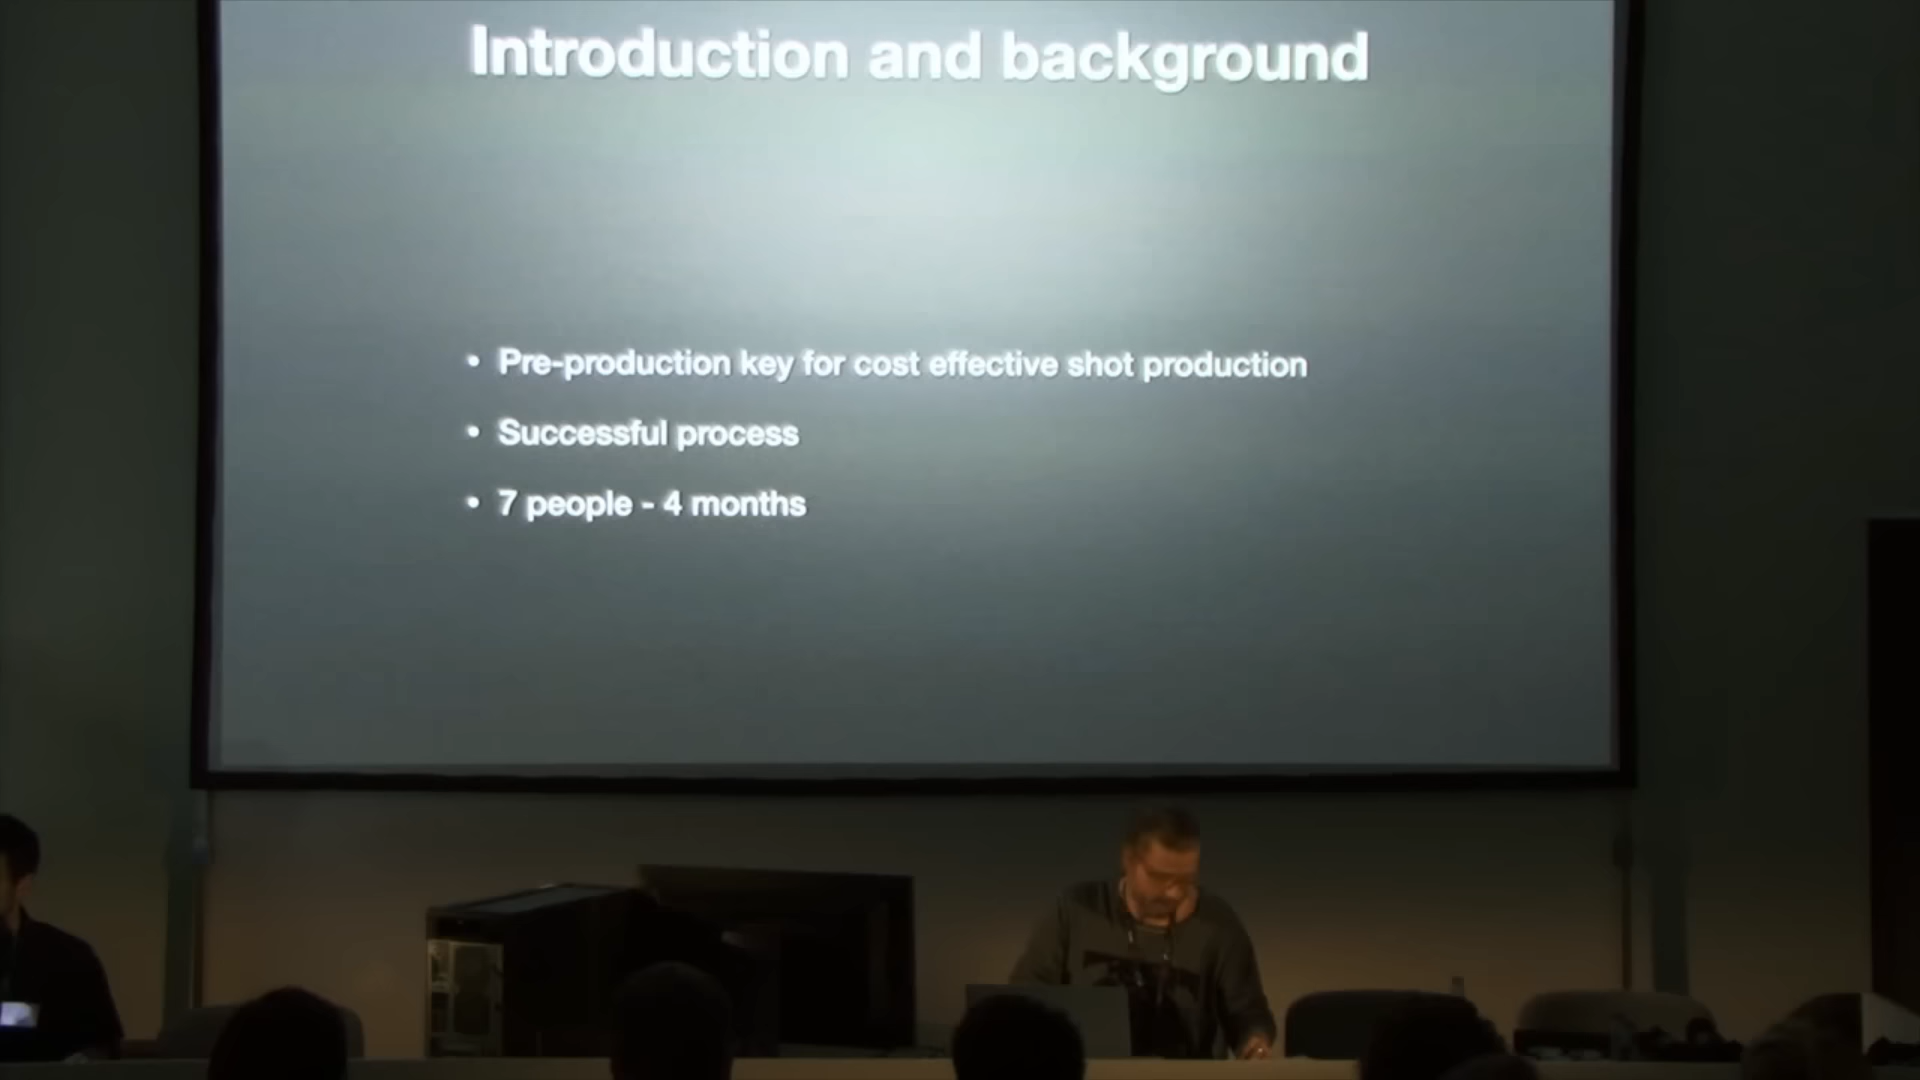 Introduction and background
• Pre-production key for cost effective shot production
• Successful process
• 7 people - 4 months